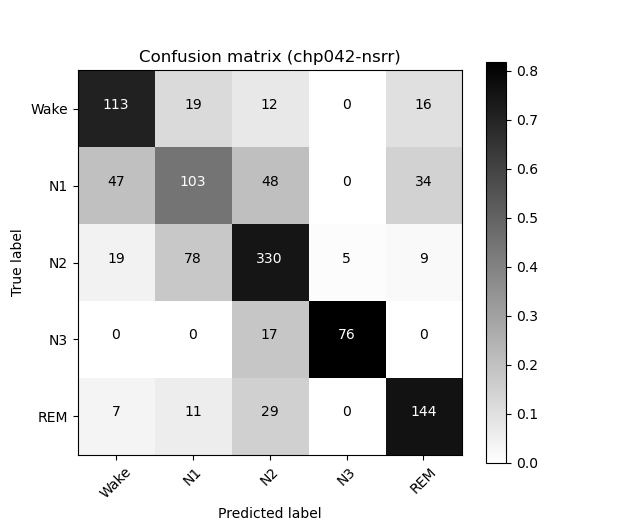 Confusion matrix (chp042-nsrr)
True label
Wake 113 19 12 0 16
N1 47 103 48 0 34
N2 19 78 330 5 9
N3 0 0 17 76 0
REM 7 11 29 0 144
Wake N1 N2 N3 REM
Predicted label
0.8
0.7
0.6
0.5
0.4
0.3
0.2
0.1
0.0